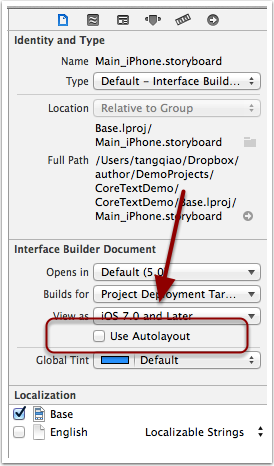 Identity and Type
Name Main_iPhone.storyboard
Type Default - Interface Build...
Location Relative to Group
Base.lproj/
Main_iPhone.storyboard
Full Path /Users/tangqiao/Dropbox/
author/DemoProjects/
CoreTextDemo/
CoreTextDemo/Base.lproj/
Main_iPhone.storyboard
Interface Builder Document
Opens in Default (5.0)
Builds for Project Deployment Tar...
View as iOS 7.0 and Later
Use Autolayout
Global Tint Default
Localization
Base
English Localizable Strings